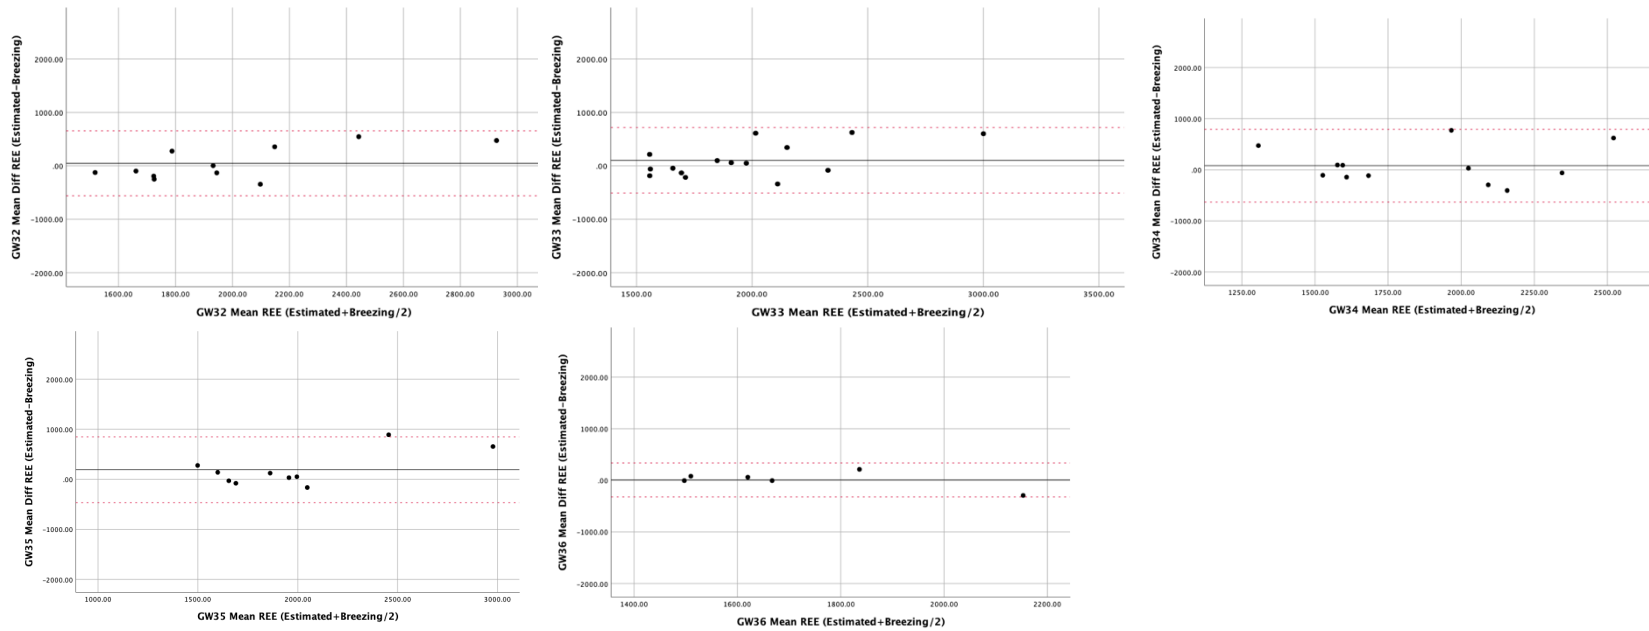 GW32 Mean Diff REE (Estimated-Breezing)
2000.00
1000.00
.00
-1000.00
-2000.00
1600.00 1800.00 2000.00 2200.00 2400.00 2600.00 2800.00 3000.00
GW32 Mean REE (Estimated+Breezing/2)
GW33 Mean Diff REE (Estimated-Breezing)
2000.00
1000.00
.00
-1000.00
-2000.00
1500.00 2000.00 2500.00 3000.00 3500.00
GW33 Mean REE (Estimated+Breezing/2)
GW34 Mean Diff REE (Estimated-Breezing)
2000.00
1000.00
.00
-1000.00
-2000.00
1250.00 1500.00 1750.00 2000.00 2250.00 2500.00
GW34 Mean REE (Estimated+Breezing/2)
GW35 Mean Diff REE (Estimated-Breezing)
2000.00
1000.00
.00
-1000.00
-2000.00
1000.00 1500.00 2000.00 2500.00 3000.00
GW35 Mean REE (Estimated+Breezing/2)
GW36 Mean Diff REE (Estimated-Breezing)
2000.00
1000.00
.00
-1000.00
-2000.00
1400.00 1600.00 1800.00 2000.00 2200.00
GW36 Mean REE (Estimated+Breezing/2)